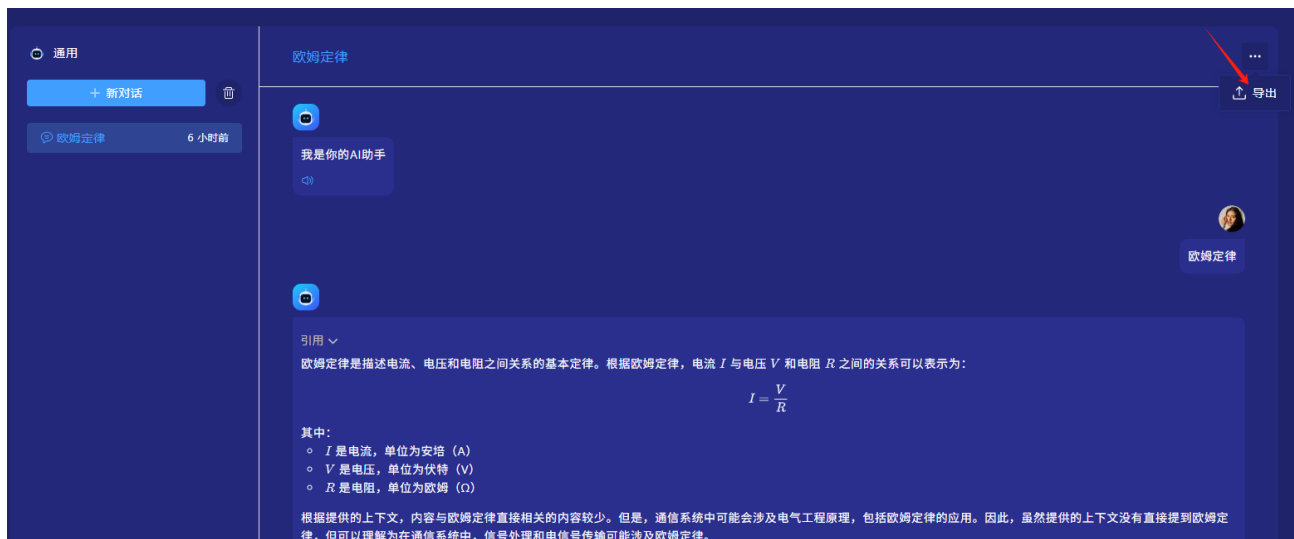 通用
欧姆定律
···
+ 新对话
导出
欧姆定律 6 小时前
我是你的AI助手
欧姆定律
引用
欧姆定律是描述电流、电压和电阻之间关系的基本定律。根据欧姆定律，电流 I 与电压 V 和电阻 R 之间的关系可以表示为：
I = V/R
其中：
I 是电流，单位为安培（A）
V 是电压，单位为伏特（V）
R 是电阻，单位为欧姆（Ω）
根据提供的上下文，内容与欧姆定律直接相关的内容较少。但是，通信系统中可能会涉及电气工程原理，包括欧姆定律的应用。因此，虽然提供的上下文没有直接提到欧姆定
律，但可以理解为在通信系统中，信号处理和电信号传输可能涉及欧姆定律。